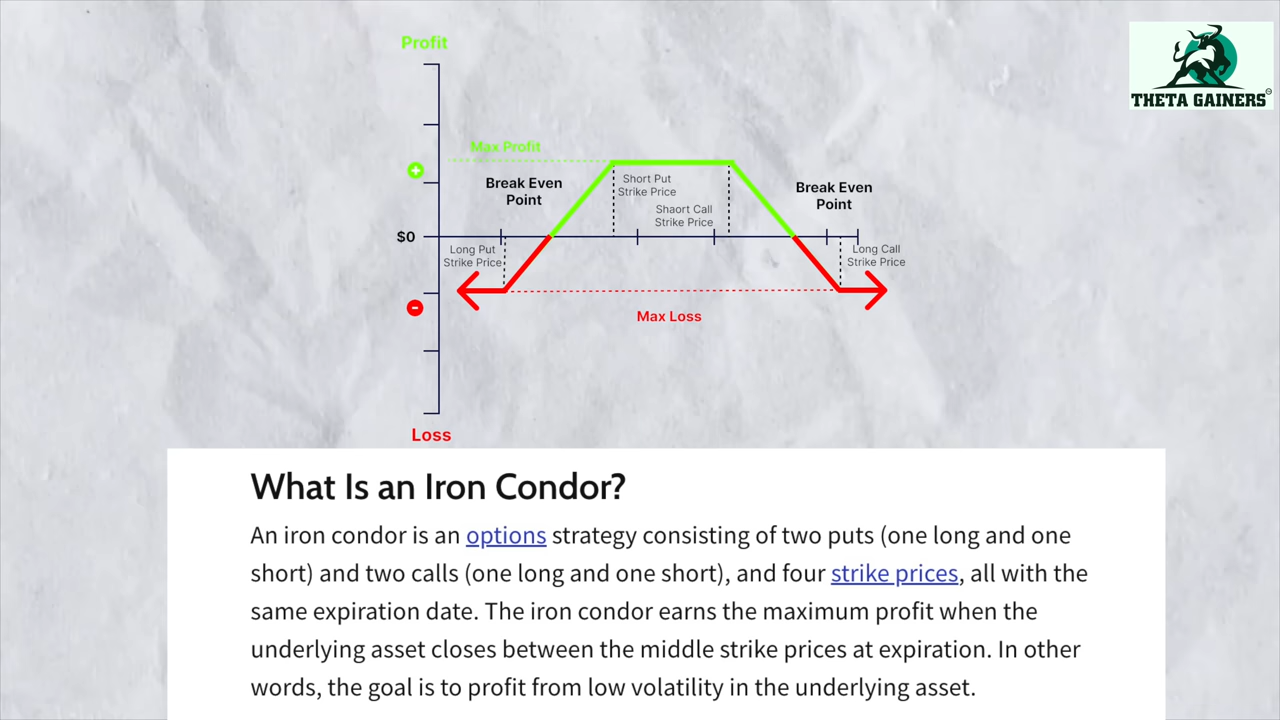 Profit
THETA GAINERS
Max Profit
+
Break Even
Point
Short Put
Strike Price
Break Even
Point
Shaort Call
Strike Price
$0
Long Put
Strike Price
Long Call
Strike Price
-
Max Loss
Loss
What Is an Iron Condor?
An iron condor is an options strategy consisting of two puts (one long and one
short) and two calls (one long and one short), and four strike prices, all with the
same expiration date. The iron condor earns the maximum profit when the
underlying asset closes between the middle strike prices at expiration. In other
words, the goal is to profit from low volatility in the underlying asset.